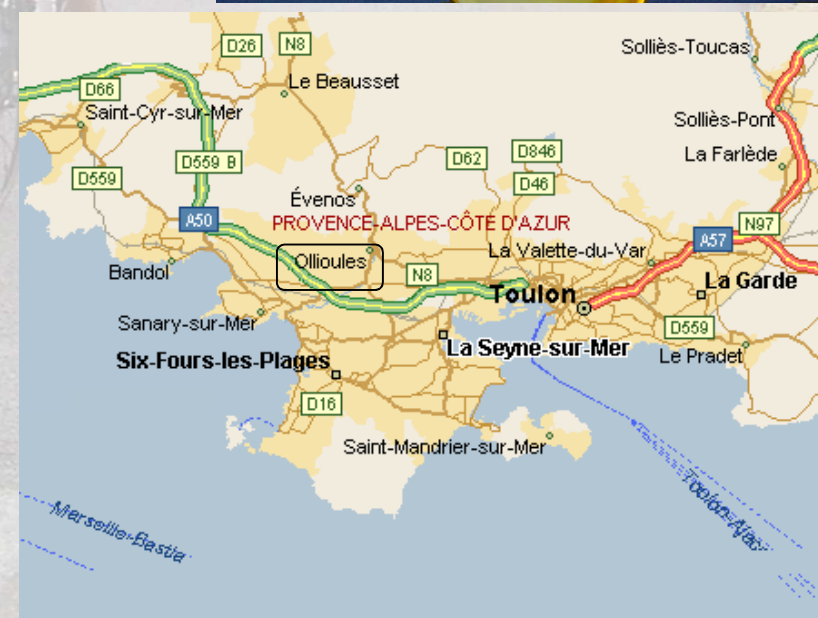 D26
N8
Solliès-Toucas
Le Beausset
D66
Saint-Cyr-sur-Mer
Solliès-Pont
D559 B
D62
D846
La Farlède
D559
D46
Évenos
A50
PROVENCE-ALPES-CÔTE D'AZUR
N97
A57
Ollioules
La Valette-du-Var
Bandol
N8
La Garde
Toulon
Sanary-sur-Mer
D559
La Seyne-sur-Mer
Le Pradet
Six-Fours-les-Plages
D16
Saint-Mandrier-sur-Mer
Marseille-Bastia